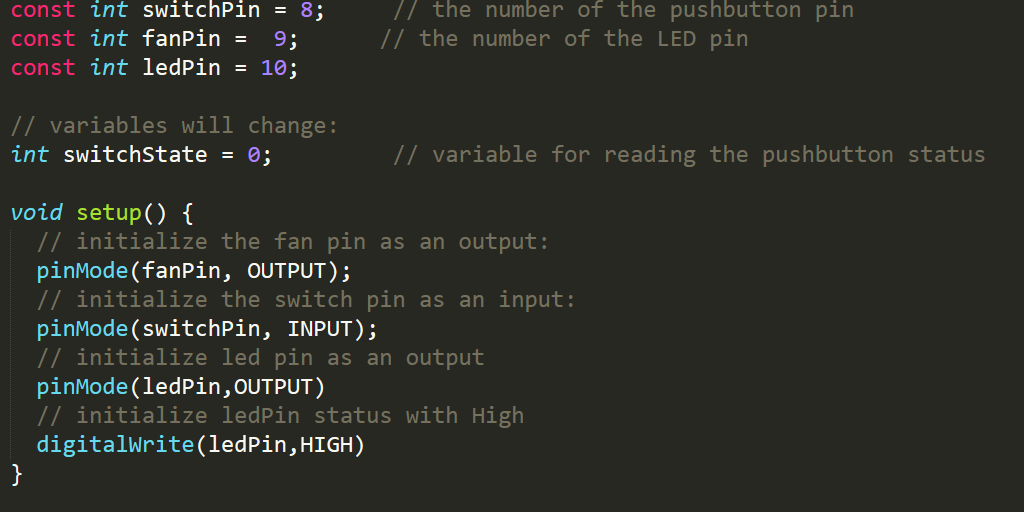 const int switchPin = 8;     // the number of the pushbutton pin
const int fanPin =  9;      // the number of the LED pin
const int ledPin = 10;

// variables will change:
int switchState = 0;         // variable for reading the pushbutton status

void setup() {
  // initialize the fan pin as an output:
  pinMode(fanPin, OUTPUT);
  // initialize the switch pin as an input:
  pinMode(switchPin, INPUT);
  // initialize led pin as an output
  pinMode(ledPin,OUTPUT)
  // initialize ledPin status with High
  digitalWrite(ledPin,HIGH)
}